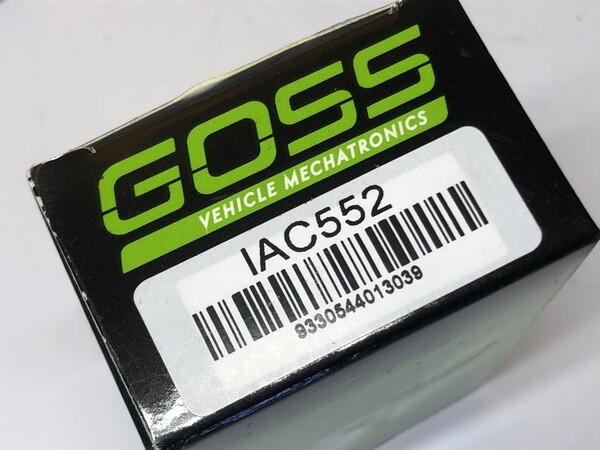 GOSS
VEHICLE MECHATRONICS
IAC552
9330544013039